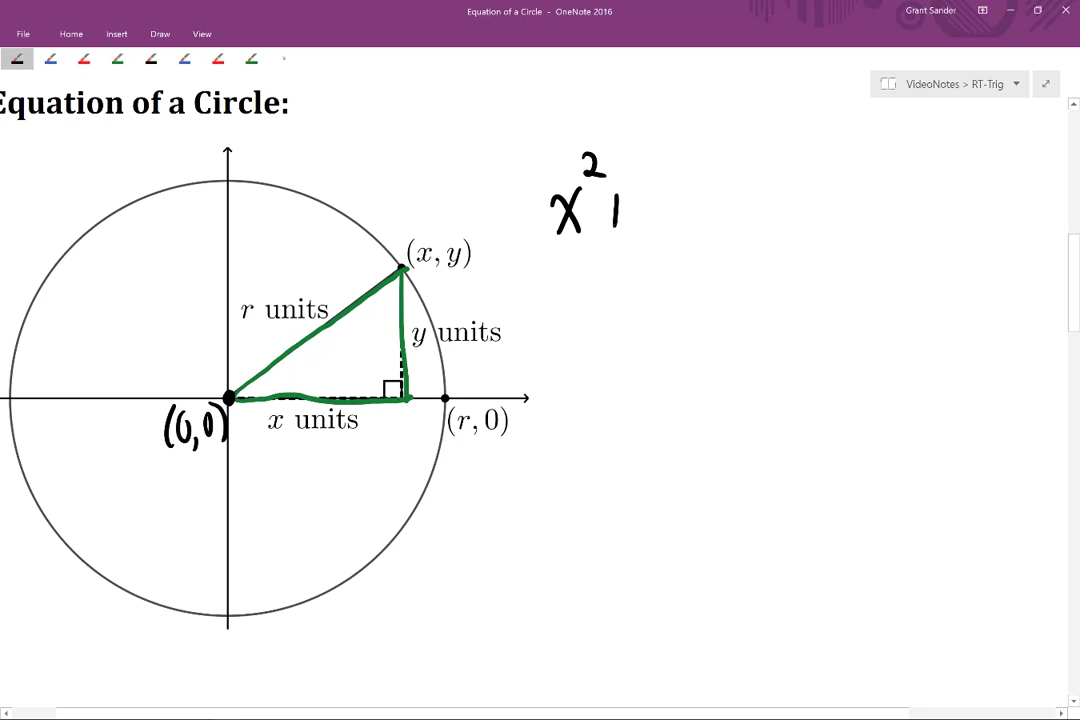 Equation of a Circle - OneNote 2016
Grant Sander
File Home Insert Draw View
VideoNotes > RT-Trig
Equation of a Circle:
x² 1
(x, y)
r units
y units
(0,0)
x units
(r, 0)